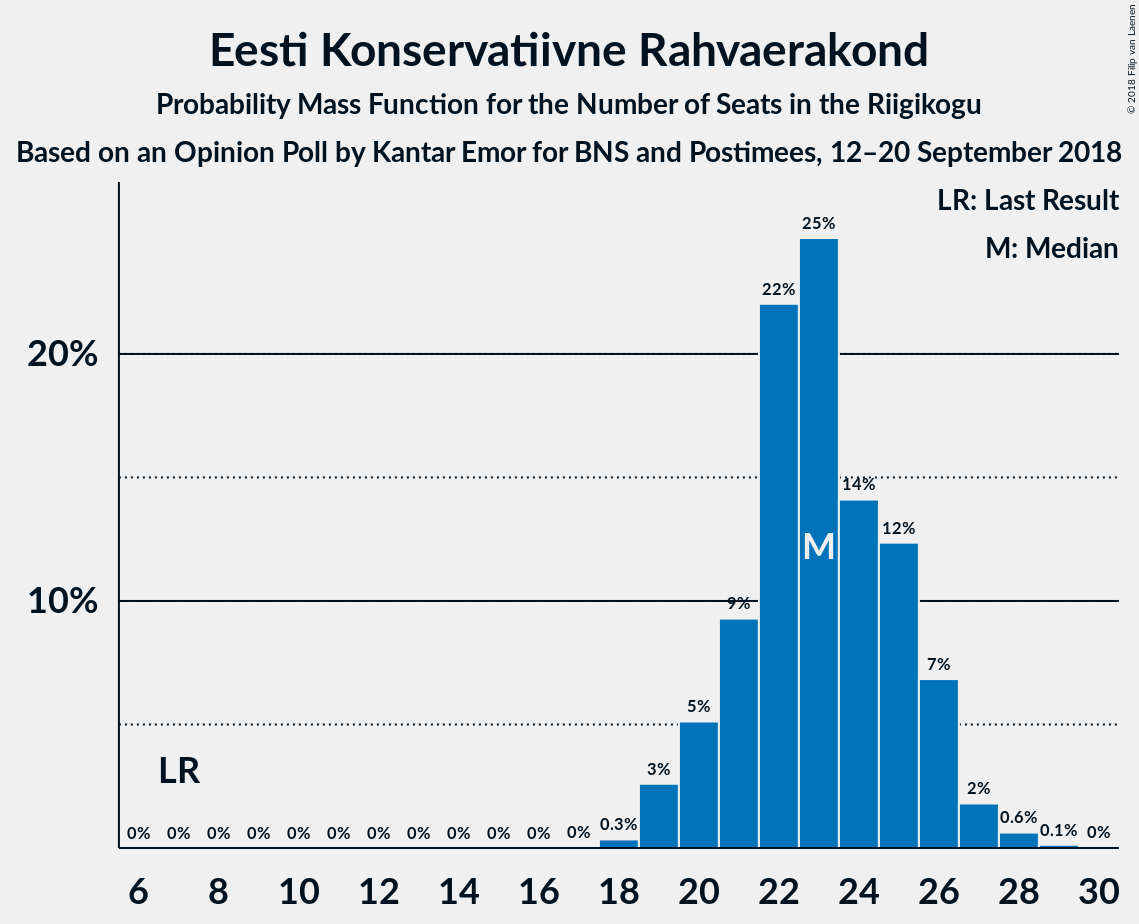 Eesti Konservatiivne Rahvaerakond
Probability Mass Function for the Number of Seats in the Riigikogu
Based on an Opinion Poll by Kantar Emor for BNS and Postimees, 12–20 September 2018
© 2018 Filip van Laenen
LR: Last Result
M: Median
25%
22%
20%
14%
12%
M
10%
9%
7%
5%
LR
3%
2%
0% 0% 0% 0% 0% 0% 0% 0% 0% 0% 0% 0% 0.3% 0.6% 0.1% 0%
6 8 10 12 14 16 18 20 22 24 26 28 30